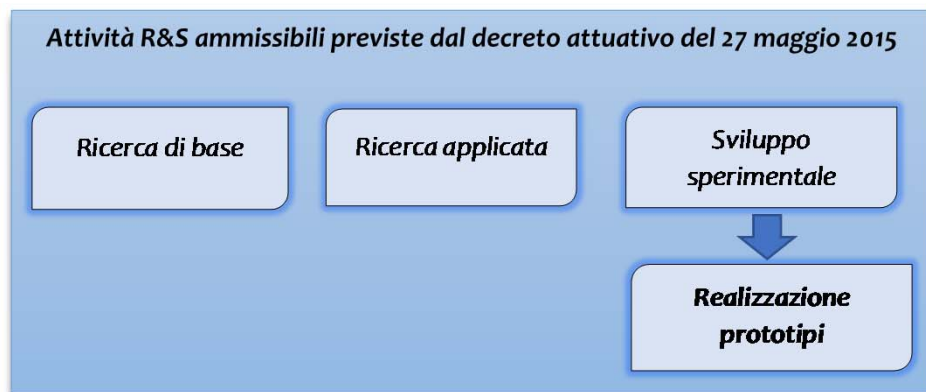 Attività R&S ammissibili previste dal decreto attuativo del 27 maggio 2015
Ricerca di base
Ricerca applicata
Sviluppo
sperimentale
Realizzazione
prototipi